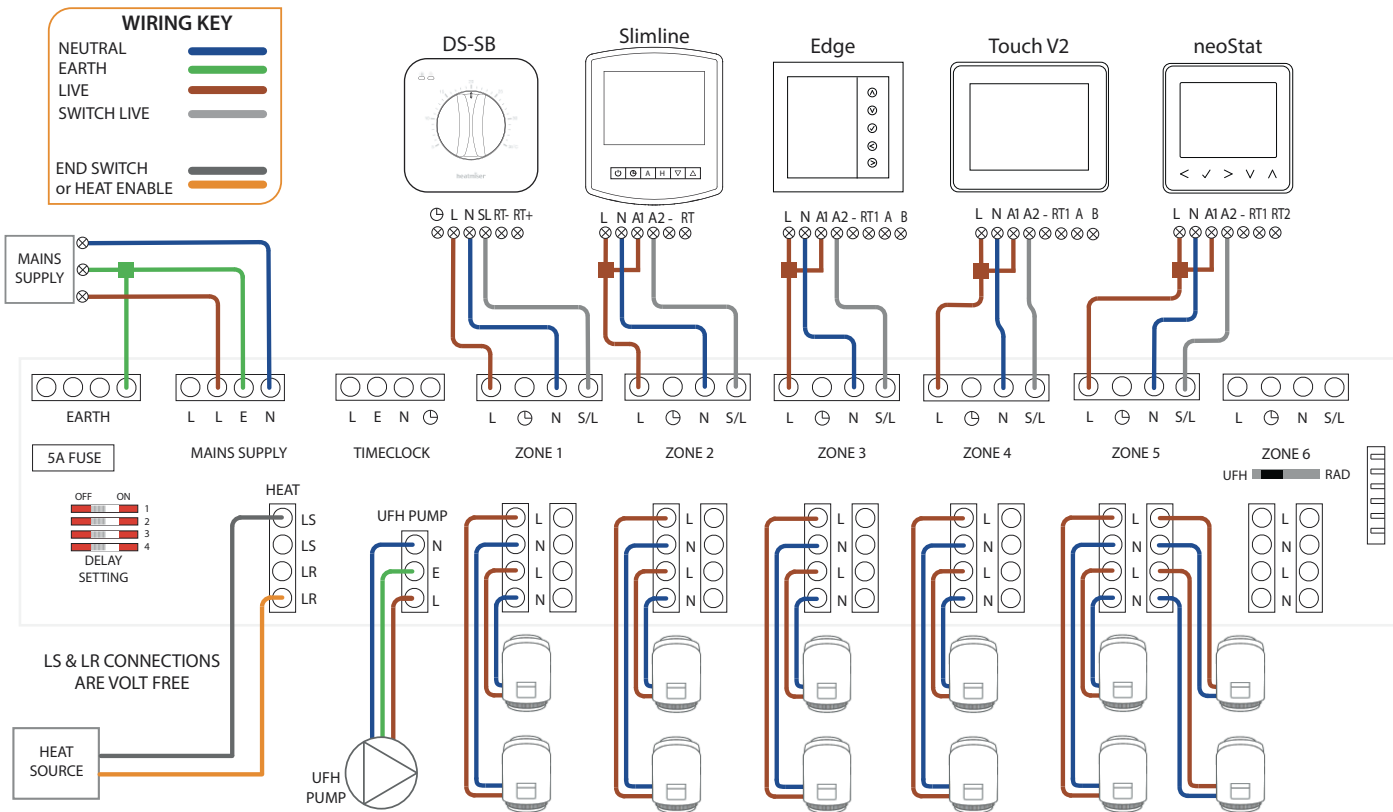 WIRING KEY
NEUTRAL
EARTH
LIVE
SWITCH LIVE
END SWITCH
or HEAT ENABLE
DS-SB
Slimline
Edge
Touch V2
neoStat
heatmiser
A H
L N SL RT- RT+
L N A1 A2 - RT
L N A1 A2 - RT1 A B
L N A1 A2 - RT1 A B
L N A1 A2 - RT1 RT2
MAINS
SUPPLY
EARTH
L L E N
MAINS SUPPLY
L E N
TIMECLOCK
L N S/L
ZONE 1
L N S/L
ZONE 2
L N S/L
ZONE 3
L N S/L
ZONE 4
L N S/L
ZONE 5
L N S/L
ZONE 6
UFH RAD
5A FUSE
OFF ON
1
2
3
4
DELAY
SETTING
HEAT
LS
LS
LR
LR
UFH PUMP
N
E
L
L
N
L
N
L
N
L
N
L
N
L
N
L
N
L
N
L
N
L
N
L
N
L
N
LS & LR CONNECTIONS
ARE VOLT FREE
HEAT
SOURCE
UFH
PUMP